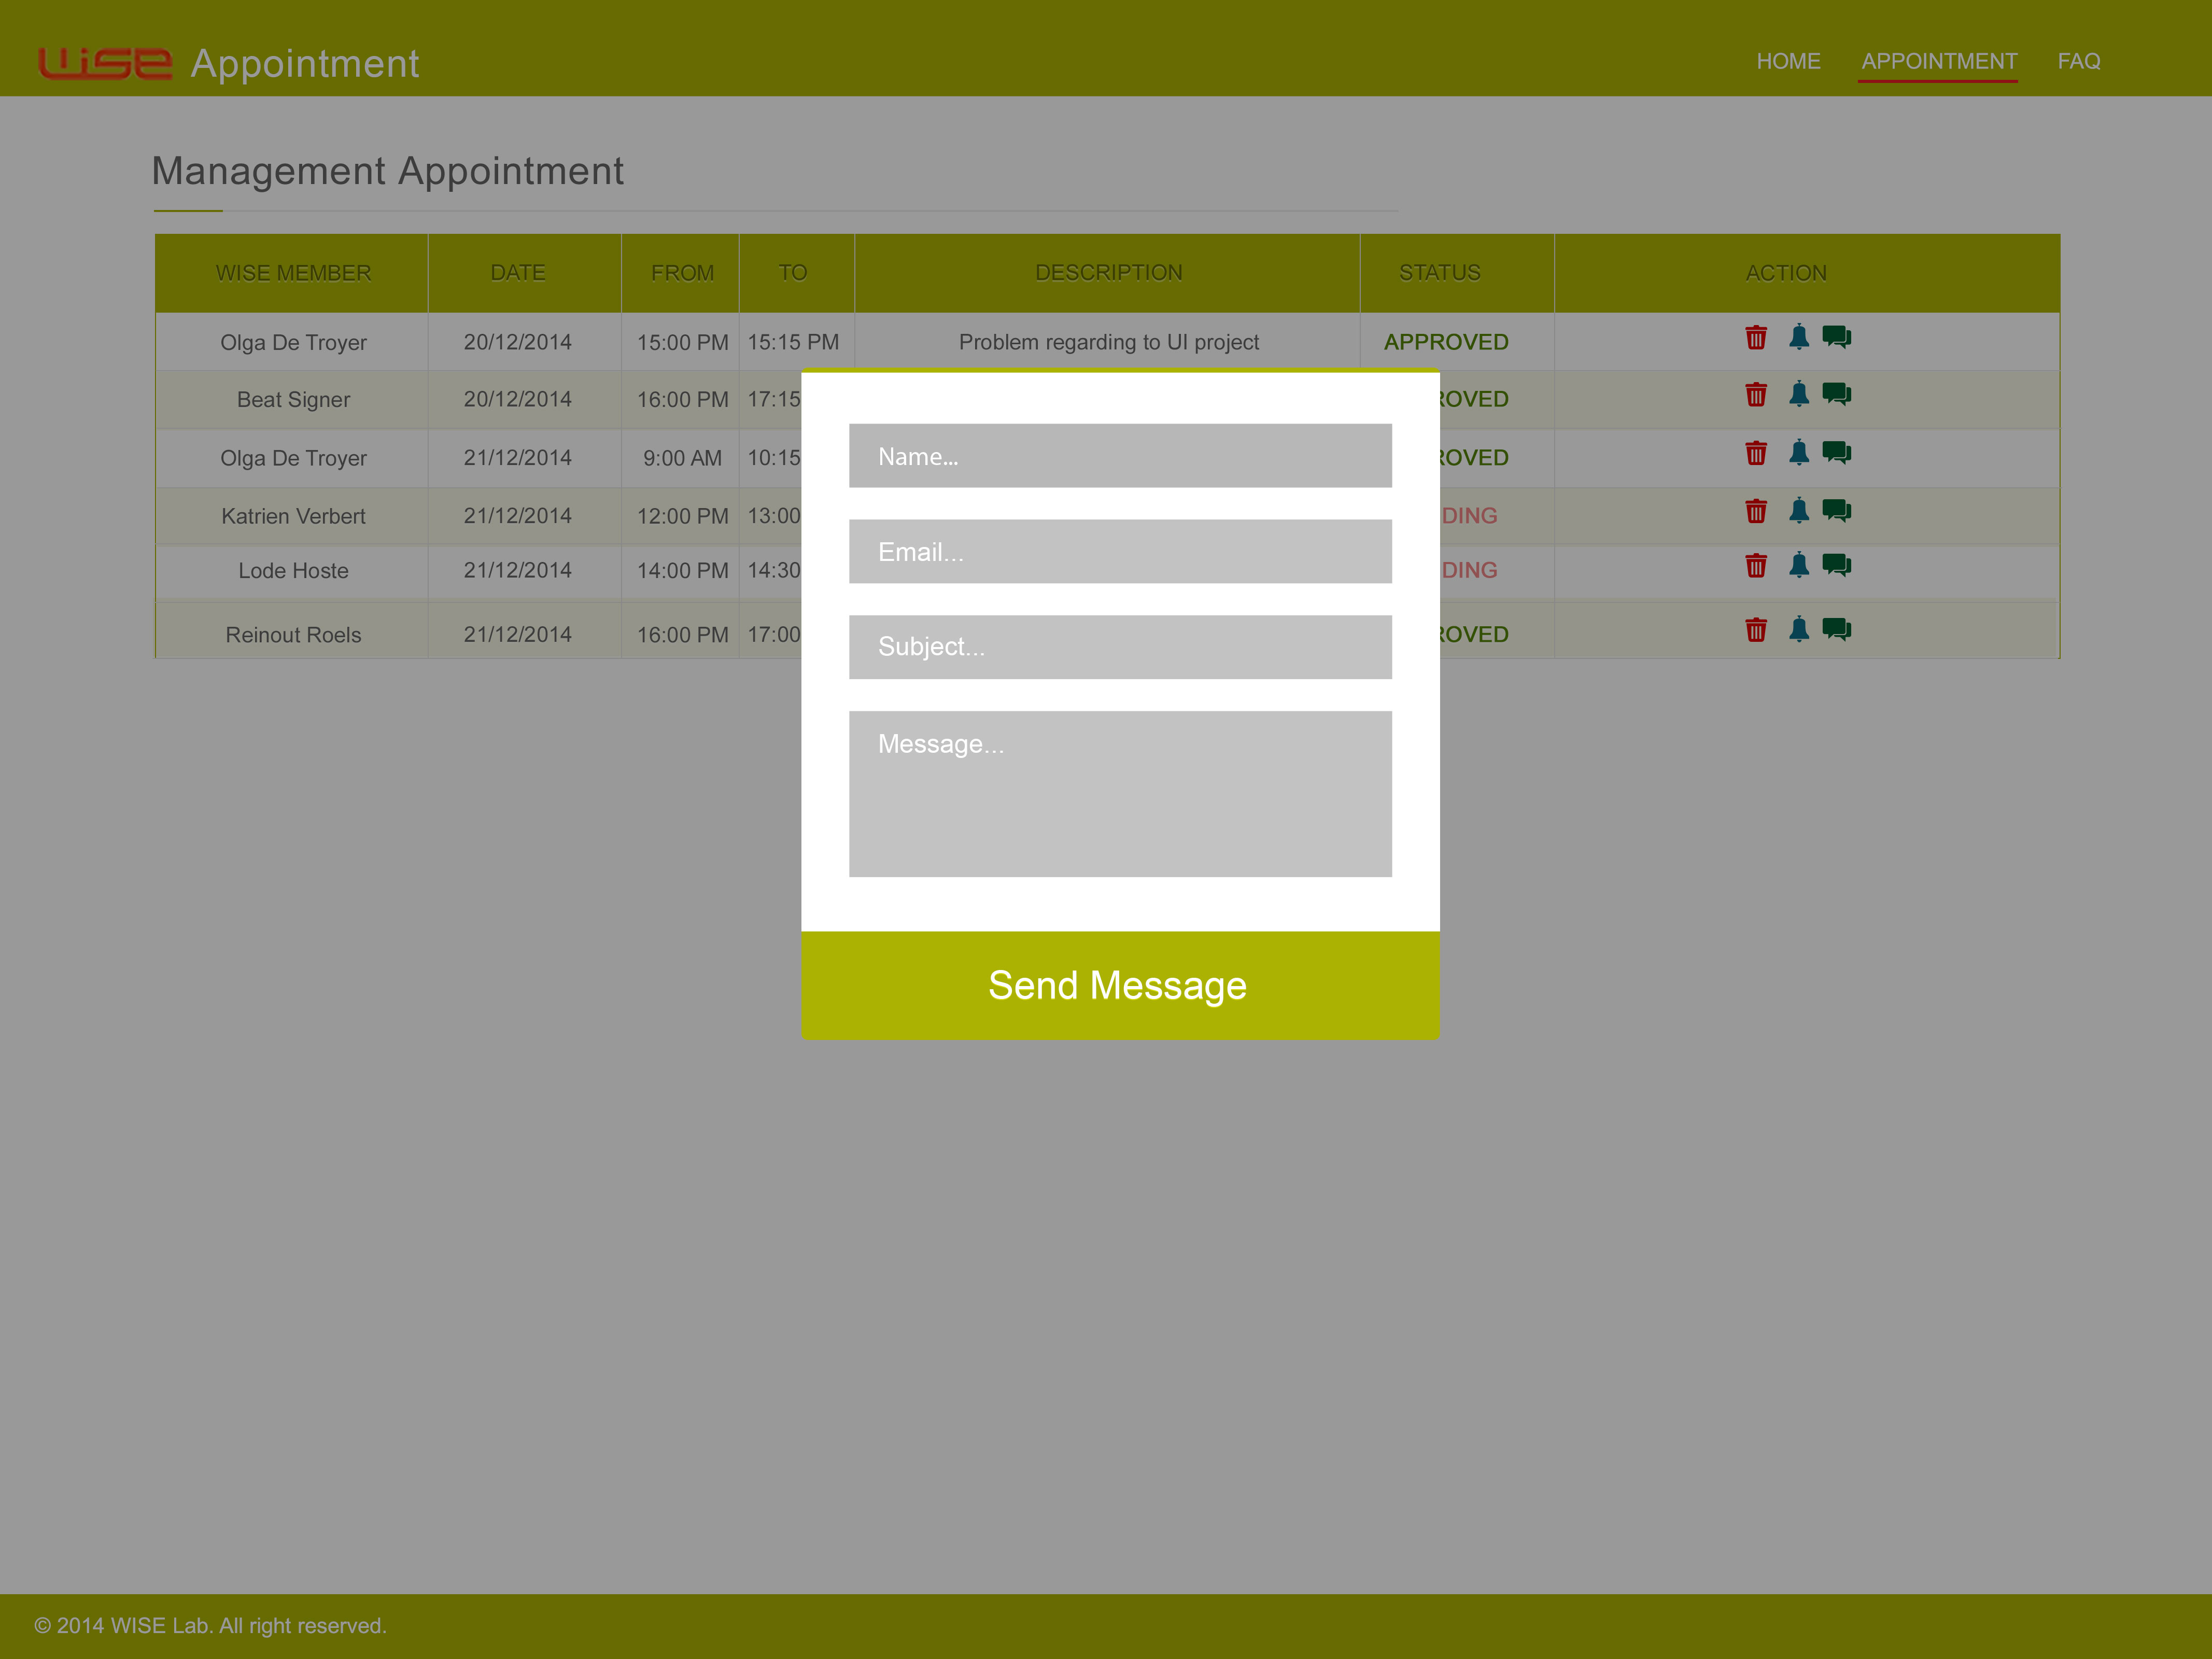 wise Appointment HOME APPOINTMENT FAQ
Management Appointment
WISE MEMBER DATE FROM TO DESCRIPTION STATUS ACTION
Olga De Troyer 20/12/2014 15:00 PM 15:15 PM Problem regarding to UI project APPROVED
Beat Signer 20/12/2014 16:00 PM 17:15 ROVED
Olga De Troyer 21/12/2014 9:00 AM 10:15 ROVED
Katrien Verbert 21/12/2014 12:00 PM 13:00 DING
Lode Hoste 21/12/2014 14:00 PM 14:30 DING
Reinout Roels 21/12/2014 16:00 PM 17:00 ROVED
Name...
Email...
Subject...
Message...
Send Message
© 2014 WISE Lab. All right reserved.